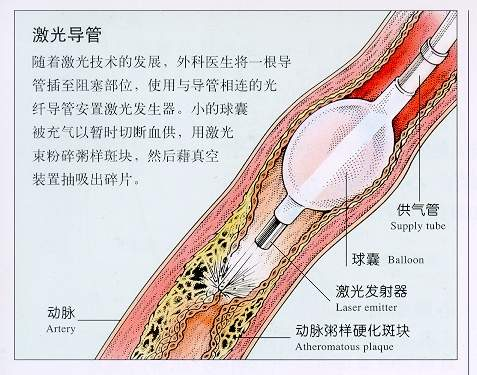 激光导管
随着激光技术的发展，外科医生将一根导
管插至阻塞部位，使用与导管相连的光
纤导管安置激光发生器。小的球囊
被充气以暂时切断血供，用激光
束粉碎粥样斑块，然后藉真空
装置抽吸出碎片。
供气管
Supply tube
球囊 Balloon
激光发射器
Laser emitter
动脉
Artery
动脉粥样硬化斑块
Atheromatous plaque